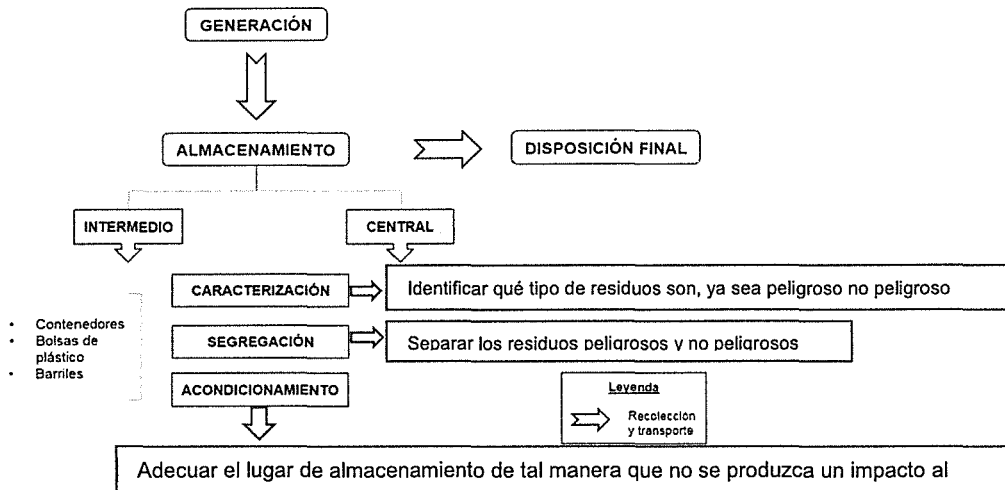 GENERACIÓN
ALMACENAMIENTO
DISPOSICIÓN FINAL
INTERMEDIO
CENTRAL
CARACTERIZACIÓN
Identificar qué tipo de residuos son, ya sea peligroso no peligroso
• Contenedores
• Bolsas de
plástico
• Barriles
SEGREGACIÓN
Separar los residuos peligrosos y no peligrosos
ACONDICIONAMIENTO
Leyenda
Recolección
y transporte
Adecuar el lugar de almacenamiento de tal manera que no se produzca un impacto al